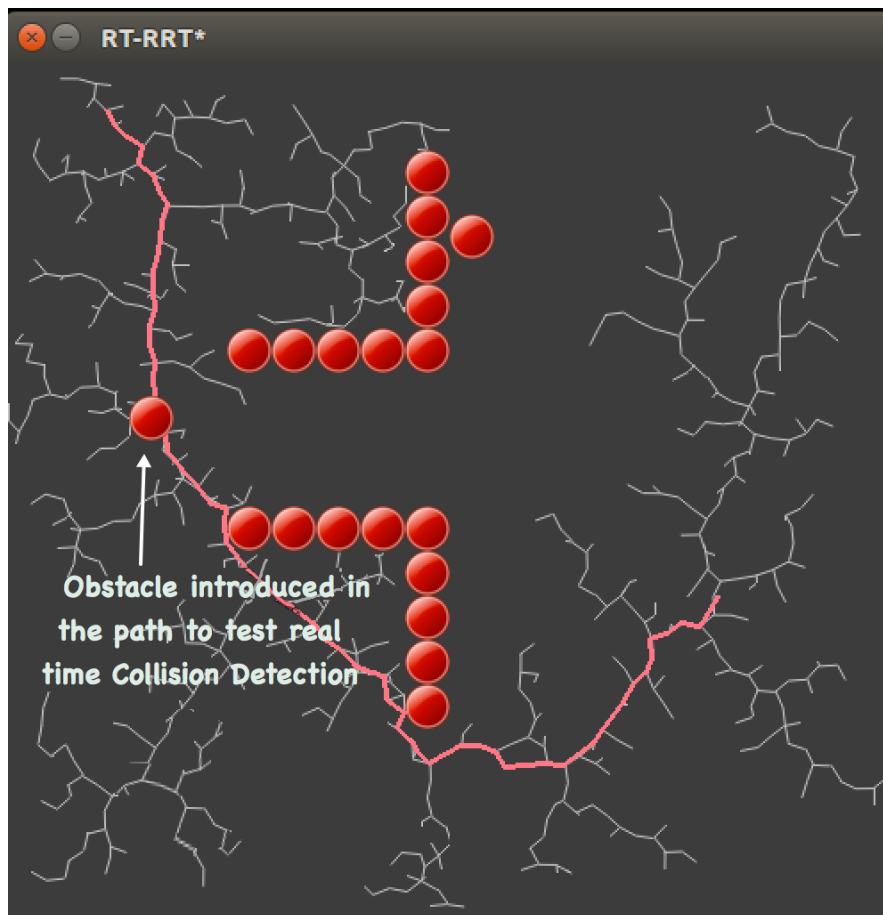 RT-RRT*
Obstacle introduced in
the path to test real
time Collision Detection